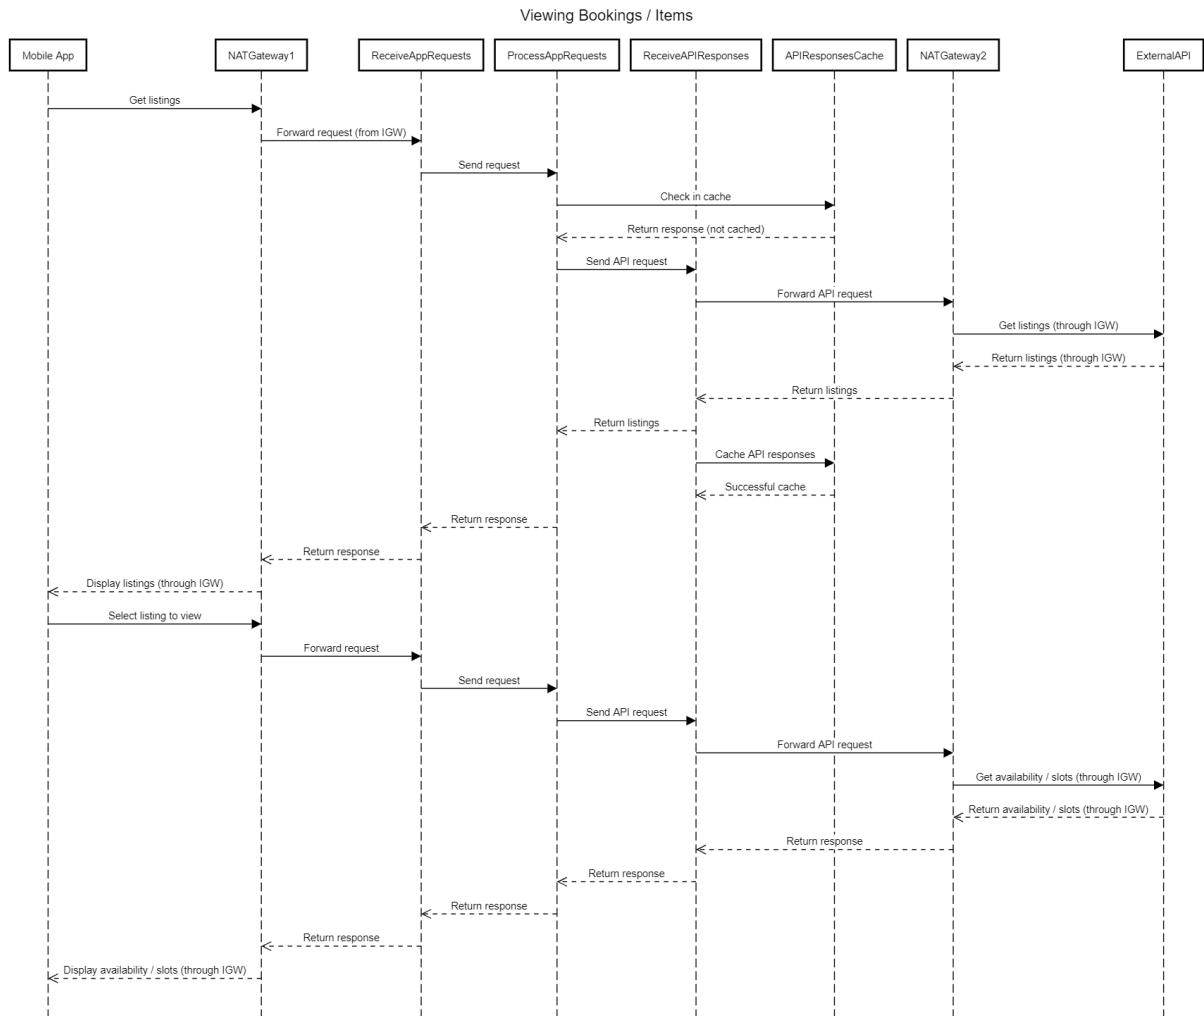 Viewing Bookings / Items
Mobile App
NATGateway1
ReceiveAppRequests
ProcessAppRequests
ReceiveAPIResponses
APIResponsesCache
NATGateway2
ExternalAPI
Get listings
Forward request (from IGW)
Send request
Check in cache
Return response (not cached)
Send API request
Forward API request
Get listings (through IGW)
Return listings (through IGW)
Return listings
Return listings
Cache API responses
Successful cache
Return response
Return response
Display listings (through IGW)
Select listing to view
Forward request
Send request
Send API request
Forward API request
Get availability / slots (through IGW)
Return availability / slots (through IGW)
Return response
Return response
Return response
Return response
Display availability / slots (through IGW)